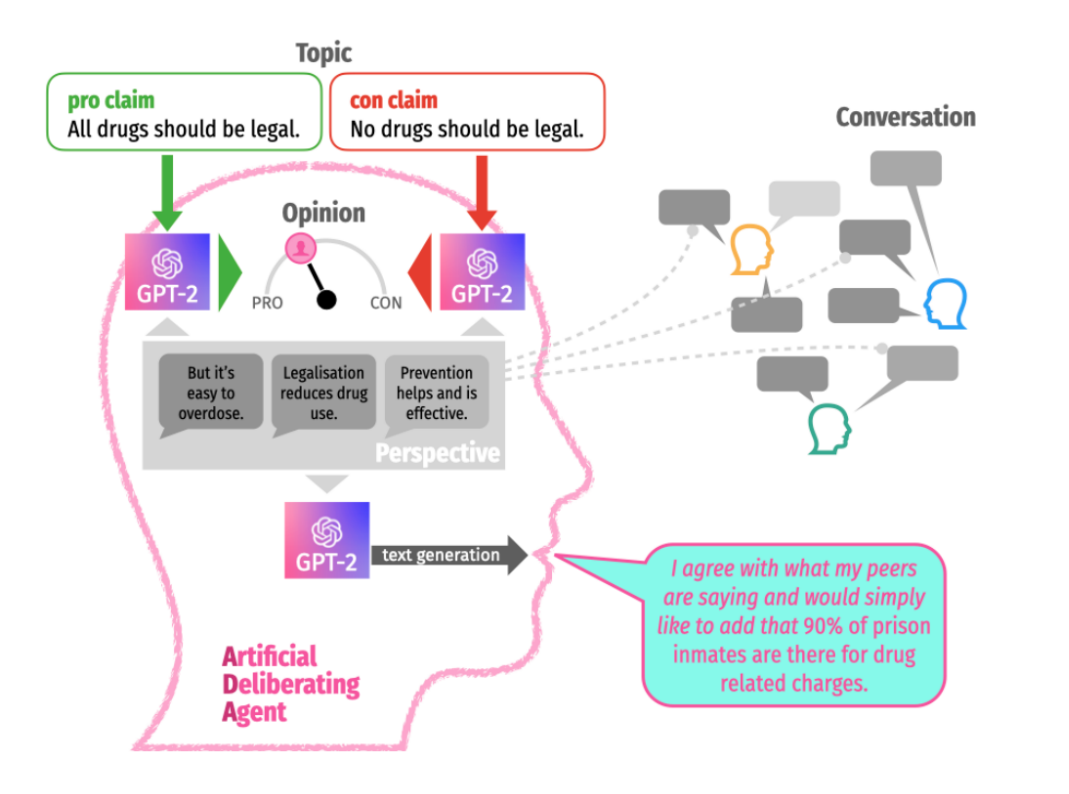 Topic
pro claim
All drugs should be legal.
con claim
No drugs should be legal.
Conversation
Opinion
GPT-2
PRO
CON
GPT-2
But it's
easy to
overdose.
Legalisation
reduces drug
use.
Prevention
helps and is
effective.
Perspective
GPT-2
text generation
I agree with what my peers
are saying and would simply
like to add that 90% of prison
inmates are there for drug
related charges.
Artificial
Deliberating
Agent